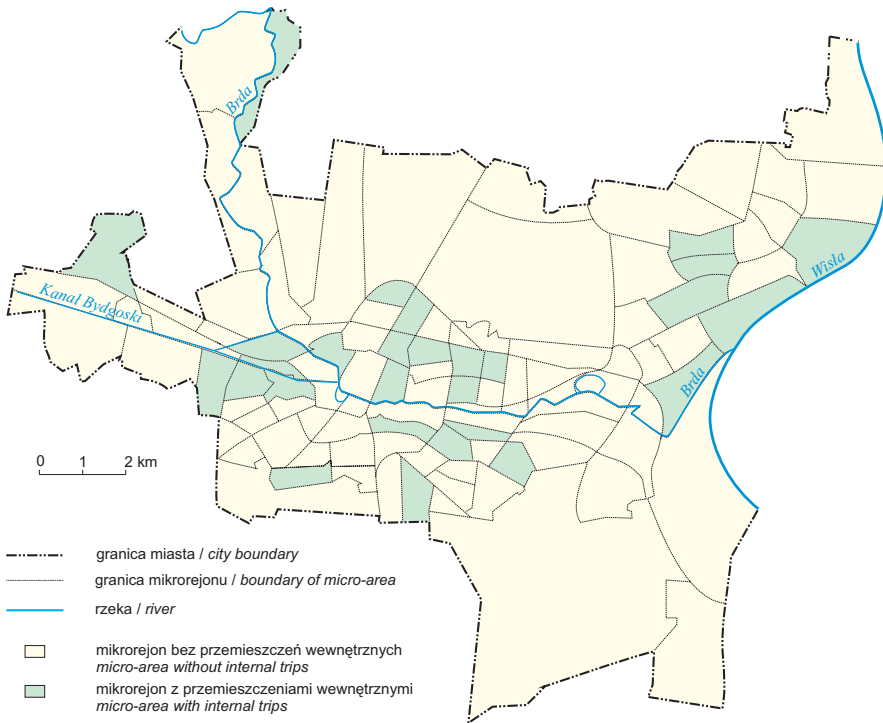 Brda
Wisła
Kanał Bydgoski
Brda
0 1 2 km
granica miasta / city boundary
granica mikrorejonu / boundary of micro-area
rzeka / river
mikrorejon bez przemieszczeń wewnętrznych
micro-area without internal trips
mikrorejon z przemieszczeniami wewnętrznymi
micro-area with internal trips